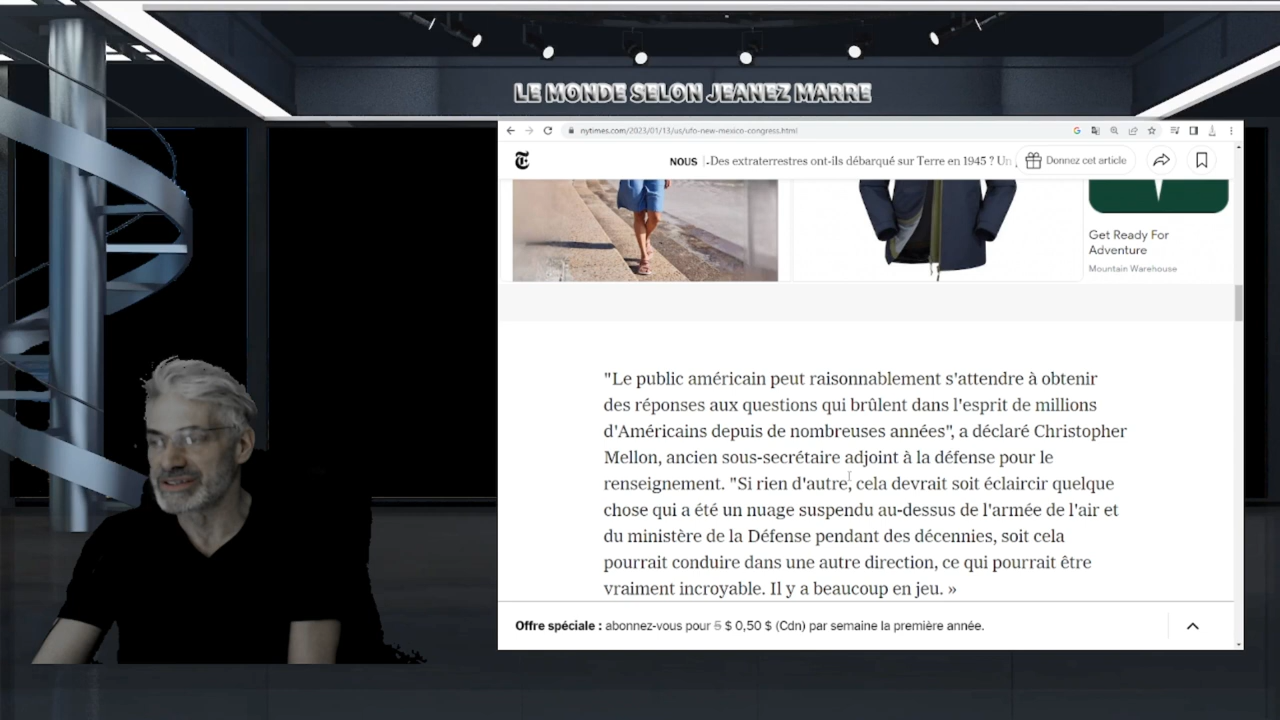 LE MONDE SELON JEANEZ MARRE
nytimes.com/2023/01/13/us/ufo-new-mexico-congress.html
NOUS | •Des extraterrestres ont-ils débarqué sur Terre en 1945 ? Un
Donnez cet article
Get Ready For
Adventure
Mountain Warehouse
"Le public américain peut raisonnablement s'attendre à obtenir
des réponses aux questions qui brûlent dans l'esprit de millions
d'Américains depuis de nombreuses années", a déclaré Christopher
Mellon, ancien sous-secrétaire adjoint à la défense pour le
renseignement. "Si rien d'autre, cela devrait soit éclaircir quelque
chose qui a été un nuage suspendu au-dessus de l'armée de l'air et
du ministère de la Défense pendant des décennies, soit cela
pourrait conduire dans une autre direction, ce qui pourrait être
vraiment incroyable. Il y a beaucoup en jeu. »
Offre spéciale : abonnez-vous pour 5 $ 0,50 $ (Cdn) par semaine la première année.